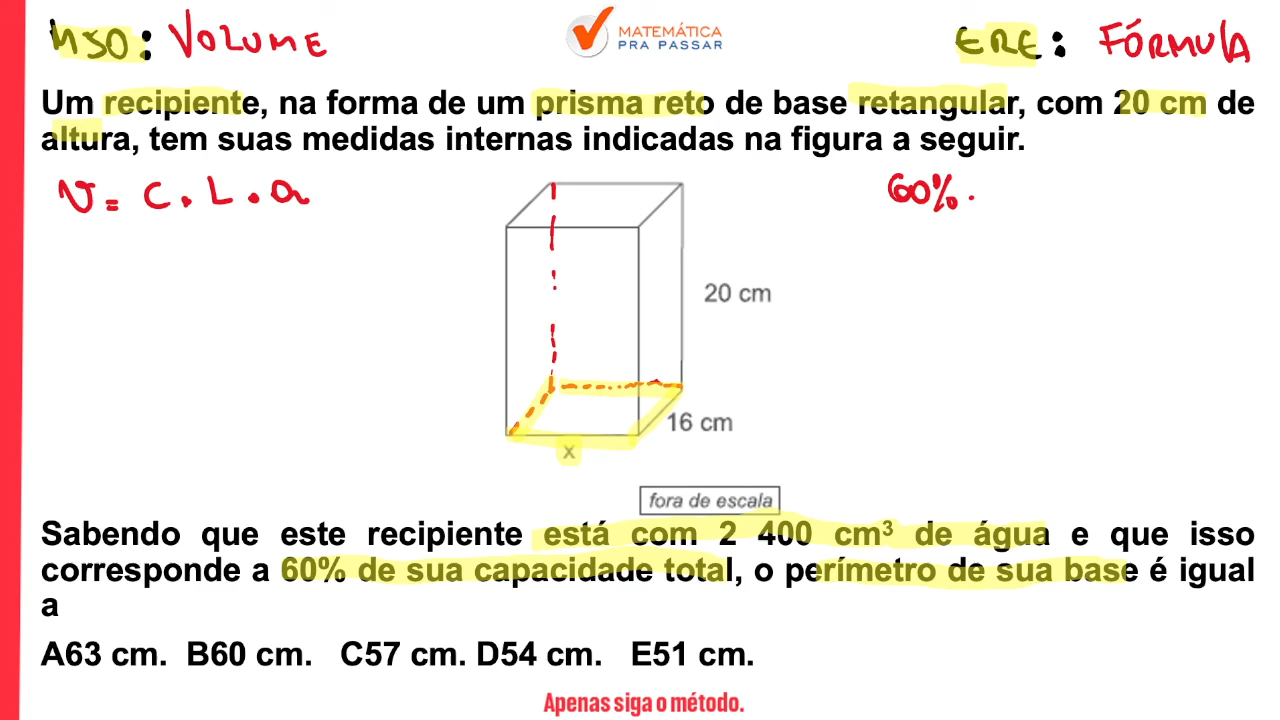 MSO: VOLUME
MATEMÁTICA
PRA PASSAR
ERE: FÓRMULA
Um recipiente, na forma de um prisma reto de base retangular, com 20 cm de
altura, tem suas medidas internas indicadas na figura a seguir.
V = C . L . a
60% .
20 cm
16 cm
x
fora de escala
Sabendo que este recipiente está com 2 400 cm³ de água e que isso
corresponde a 60% de sua capacidade total, o perímetro de sua base é igual
a
A63 cm. B60 cm. C57 cm. D54 cm. E51 cm.
Apenas siga o método.